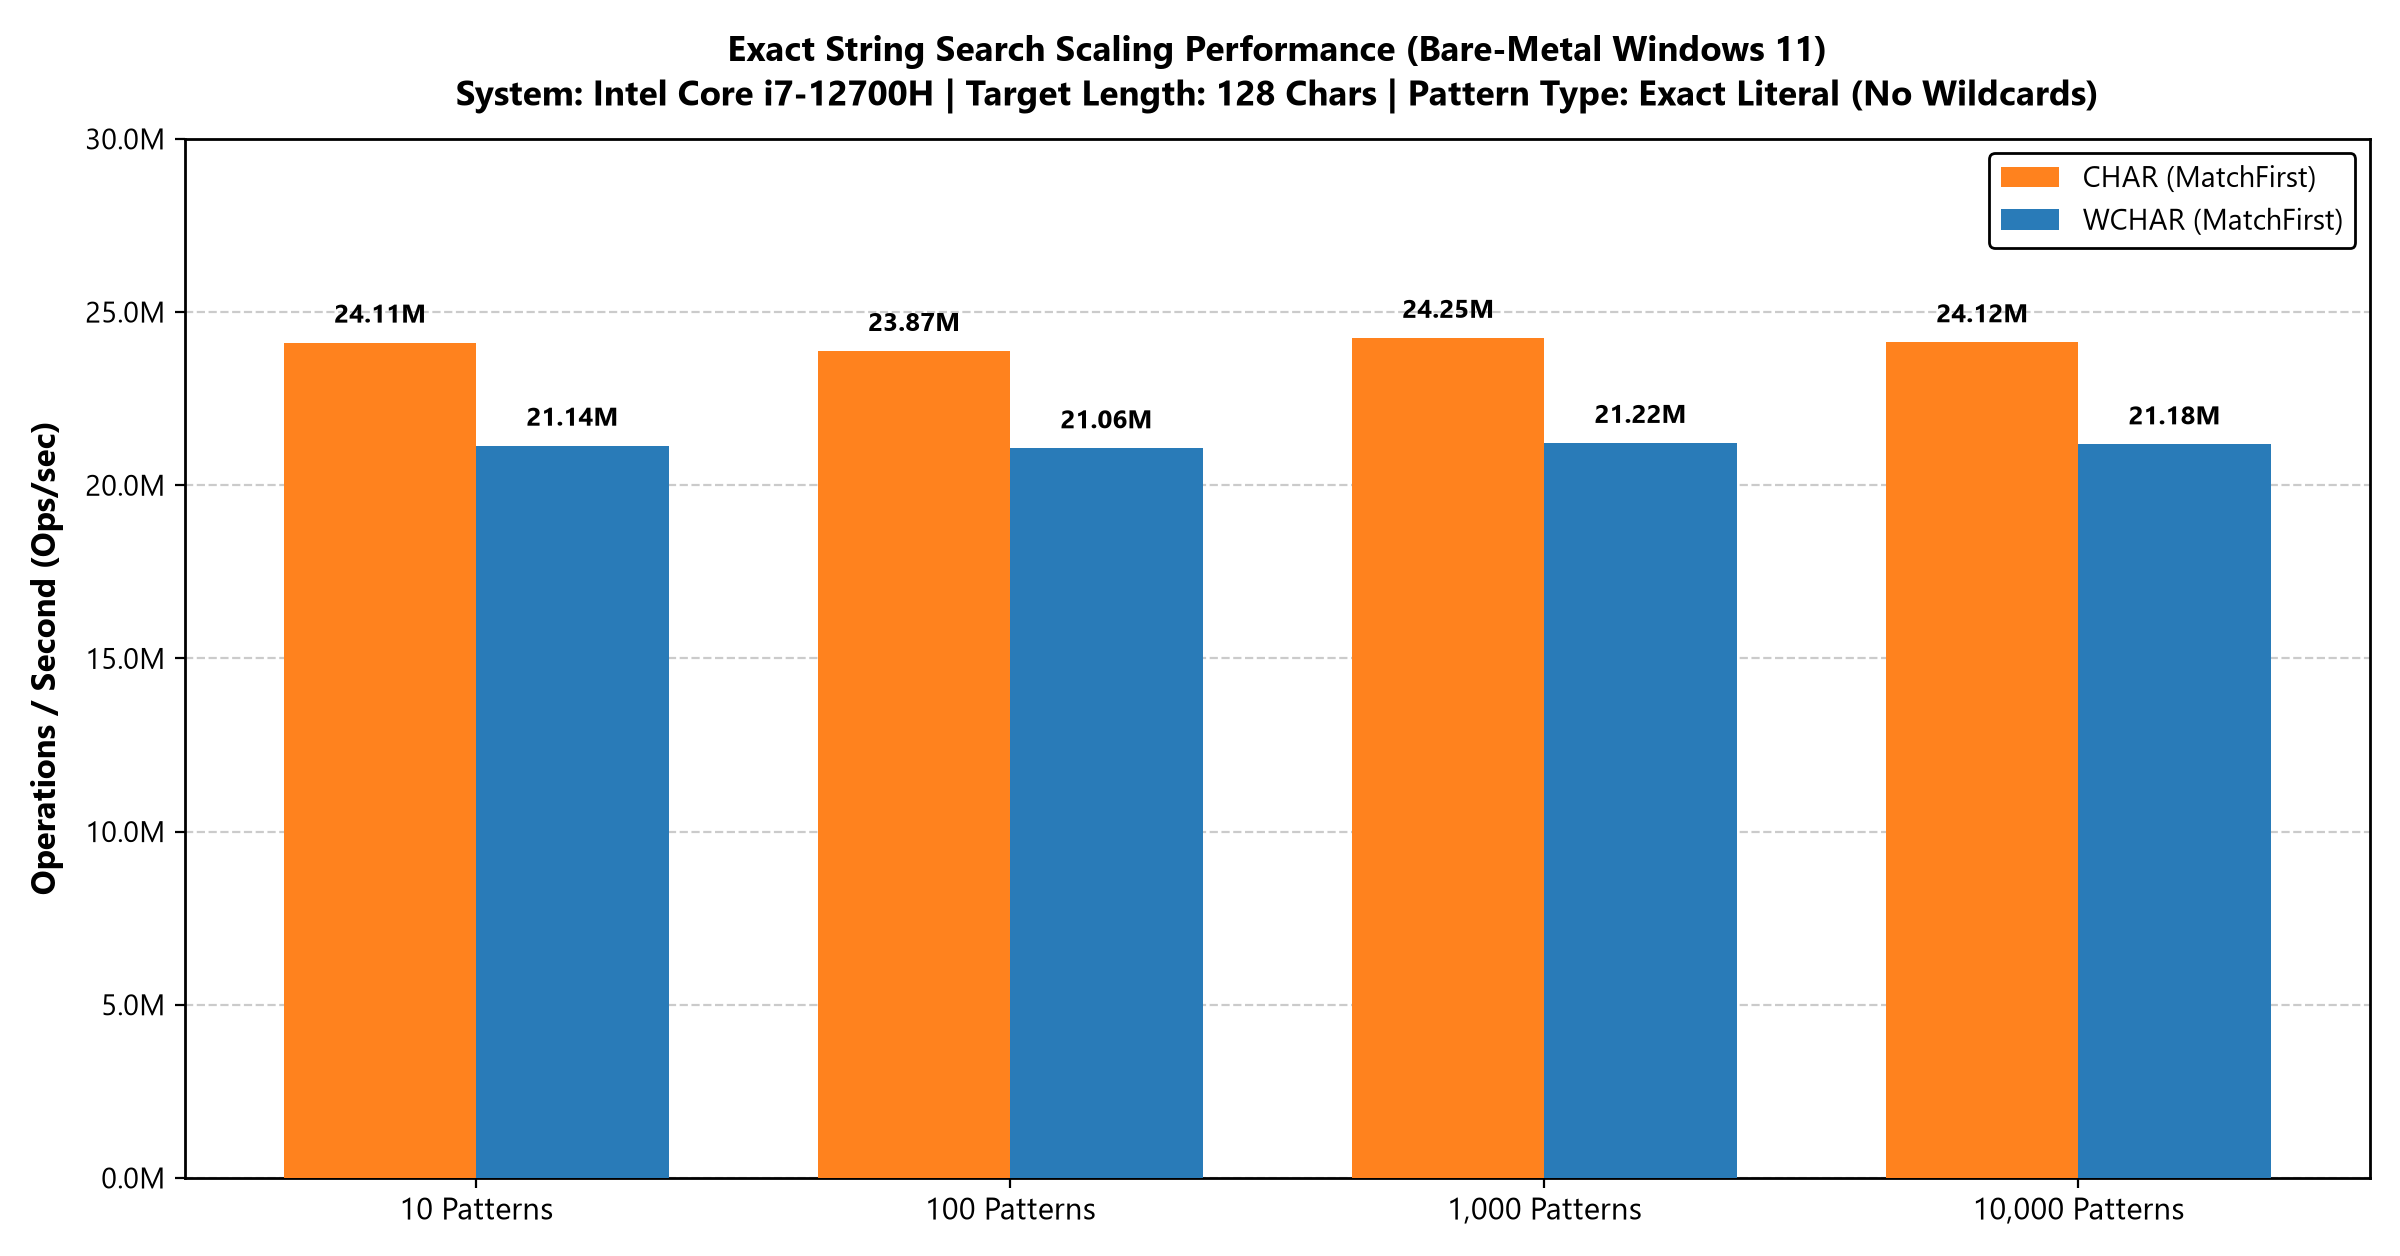 Exact String Search Scaling Performance (Bare-Metal Windows 11)
System: Intel Core i7-12700H | Target Length: 128 Chars | Pattern Type: Exact Literal (No Wildcards)
Operations / Second (Ops/sec)
30.0M
25.0M
20.0M
15.0M
10.0M
5.0M
0.0M
CHAR (MatchFirst)
WCHAR (MatchFirst)
24.11M
21.14M
23.87M
21.06M
24.25M
21.22M
24.12M
21.18M
10 Patterns
100 Patterns
1,000 Patterns
10,000 Patterns